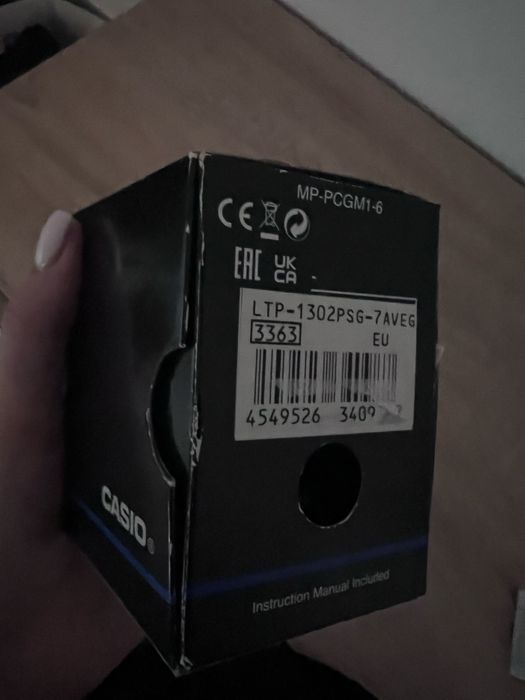 MP-PCGM1-6
CE
EAC
UK
CA
LTP-1302PSG-7AVEG
3363
EU
4549526
CASIO®
Instruction Manual Included